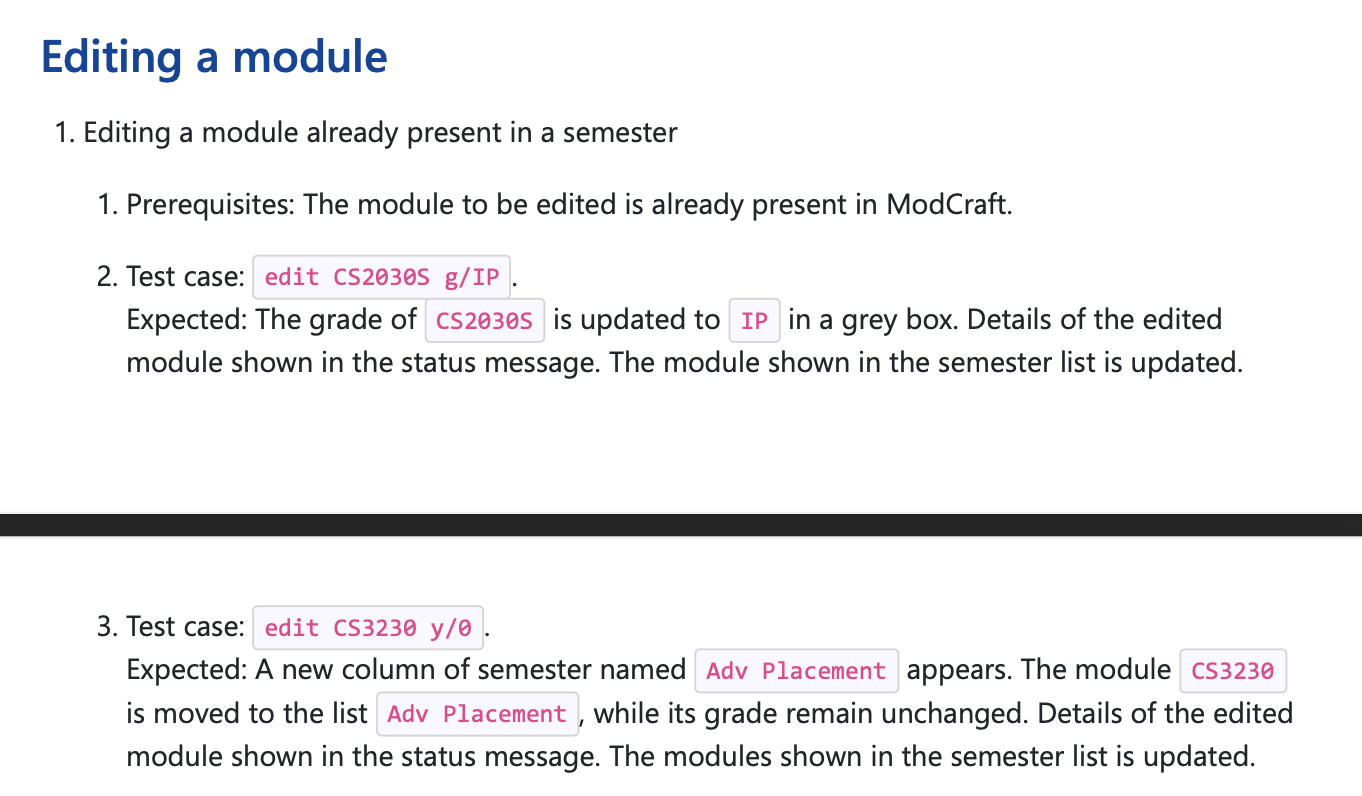 Editing a module
1. Editing a module already present in a semester
1. Prerequisites: The module to be edited is already present in ModCraft.
2. Test case: edit CS2030S g/IP .
Expected: The grade of CS2030S is updated to IP in a grey box. Details of the edited
module shown in the status message. The module shown in the semester list is updated.
3. Test case: edit CS3230 y/0 .
Expected: A new column of semester named Adv Placement appears. The module CS3230
is moved to the list Adv Placement , while its grade remain unchanged. Details of the edited
module shown in the status message. The modules shown in the semester list is updated.